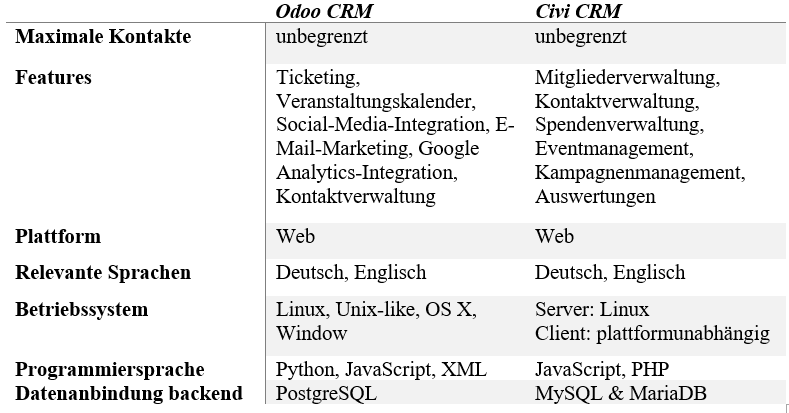 Odoo CRM Civi CRM
Maximale Kontakte unbegrenzt unbegrenzt
Features Ticketing, Mitgliederverwaltung,
Veranstaltungskalender, Kontaktverwaltung,
Social-Media-Integration, E- Spendenverwaltung,
Mail-Marketing, Google Eventmanagement,
Analytics-Integration, Kampagnenmanagement,
Kontaktverwaltung Auswertungen
Plattform Web Web
Relevante Sprachen Deutsch, Englisch Deutsch, Englisch
Betriebssystem Linux, Unix-like, OS X, Server: Linux
Window Client: plattformunabhängig
Programmiersprache Python, JavaScript, XML JavaScript, PHP
Datenanbindung backend PostgreSQL MySQL & MariaDB